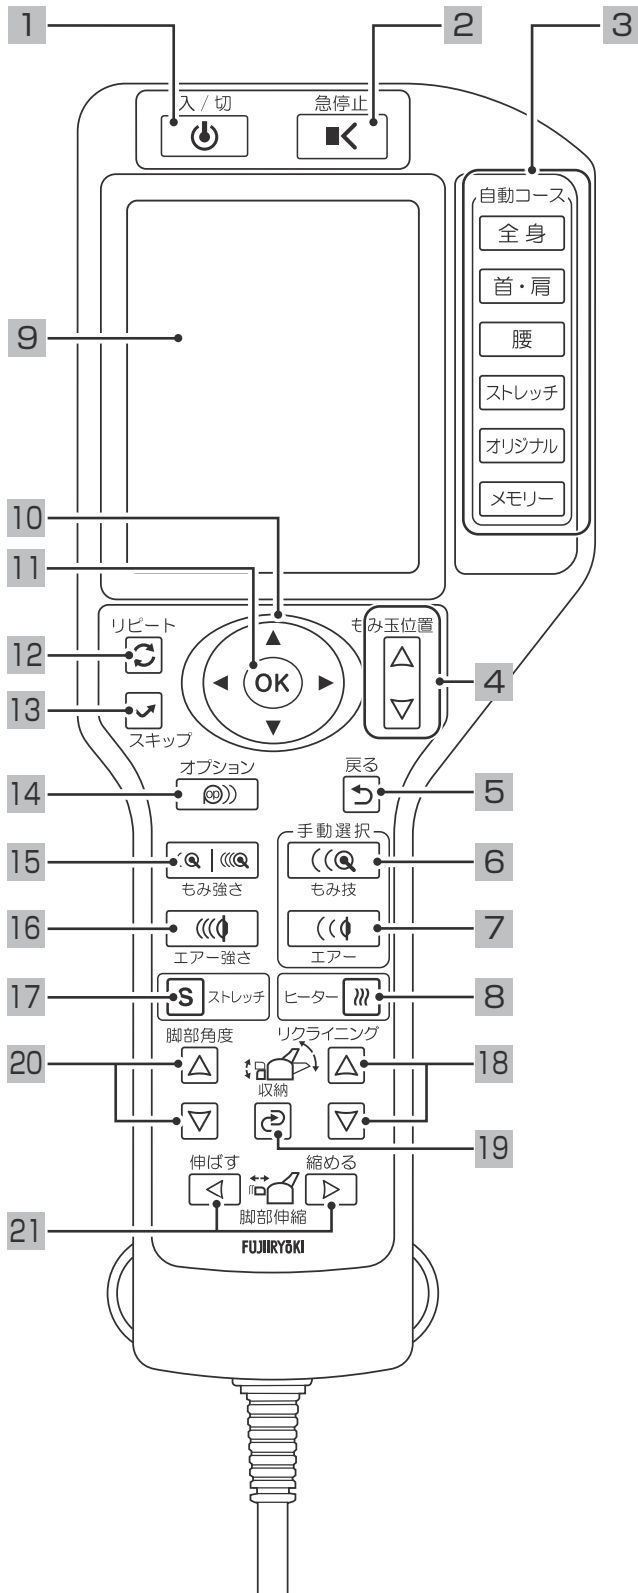 1
2
3
入 / 切
急停止
自動コース
全身
首・肩
腰
ストレッチ
オリジナル
メモリー
9
10
11
リピート
もみ玉位置
12
OK
4
13
スキップ
オプション
戻る
14
op
5
手動選択
15
6
もみ強さ
もみ技
16
7
エアー強さ
エアー
17
S ストレッチ
ヒーター
8
脚部角度
リクライニング
20
18
収納
19
伸ばす
縮める
脚部伸縮
21
FUJIIRYōKI